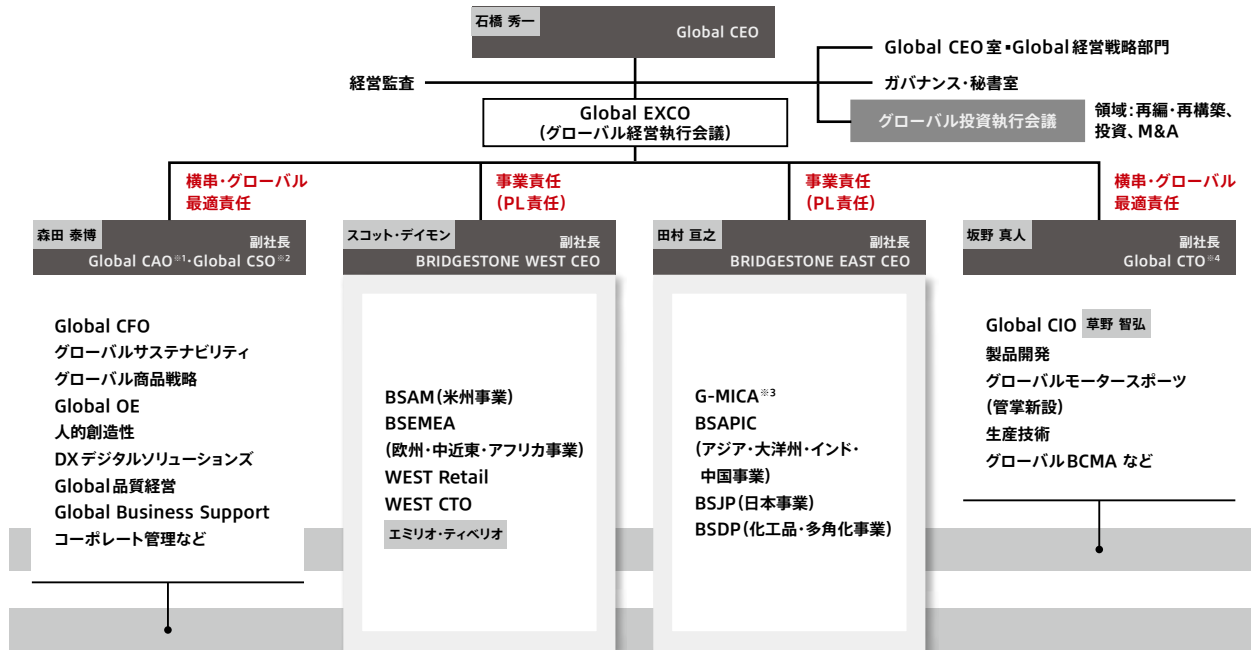 石橋 秀一
Global CEO
Global CEO室・Global経営戦略部門
経営監査
ガバナンス・秘書室
Global EXCO
(グローバル経営執行会議)
グローバル投資執行会議
領域:再編・再構築、
投資、M&A
横串・グローバル
最適責任
事業責任
(PL責任)
事業責任
(PL責任)
横串・グローバル
最適責任
森田 泰博
副社長
Global CAO※1・Global CSO※2
スコット・デイモン
副社長
BRIDGESTONE WEST CEO
田村 亘之
副社長
BRIDGESTONE EAST CEO
坂野 真人
副社長
Global CTO※4
Global CFO
グローバルサステナビリティ
グローバル商品戦略
Global OE
人的創造性
DXデジタルソリューションズ
Global品質経営
Global Business Support
コーポレート管理など
BSAM(米州事業)
BSEMEA
(欧州・中近東・アフリカ事業)
WEST Retail
WEST CTO
エミリオ・ティベリオ
G-MICA※3
BSAPIC
(アジア・大洋州・インド・
中国事業)
BSJP(日本事業)
BSDP(化工品・多角化事業)
Global CIO 草野 智弘
製品開発
グローバルモータースポーツ
(管掌新設)
生産技術
グローバルBCMA など